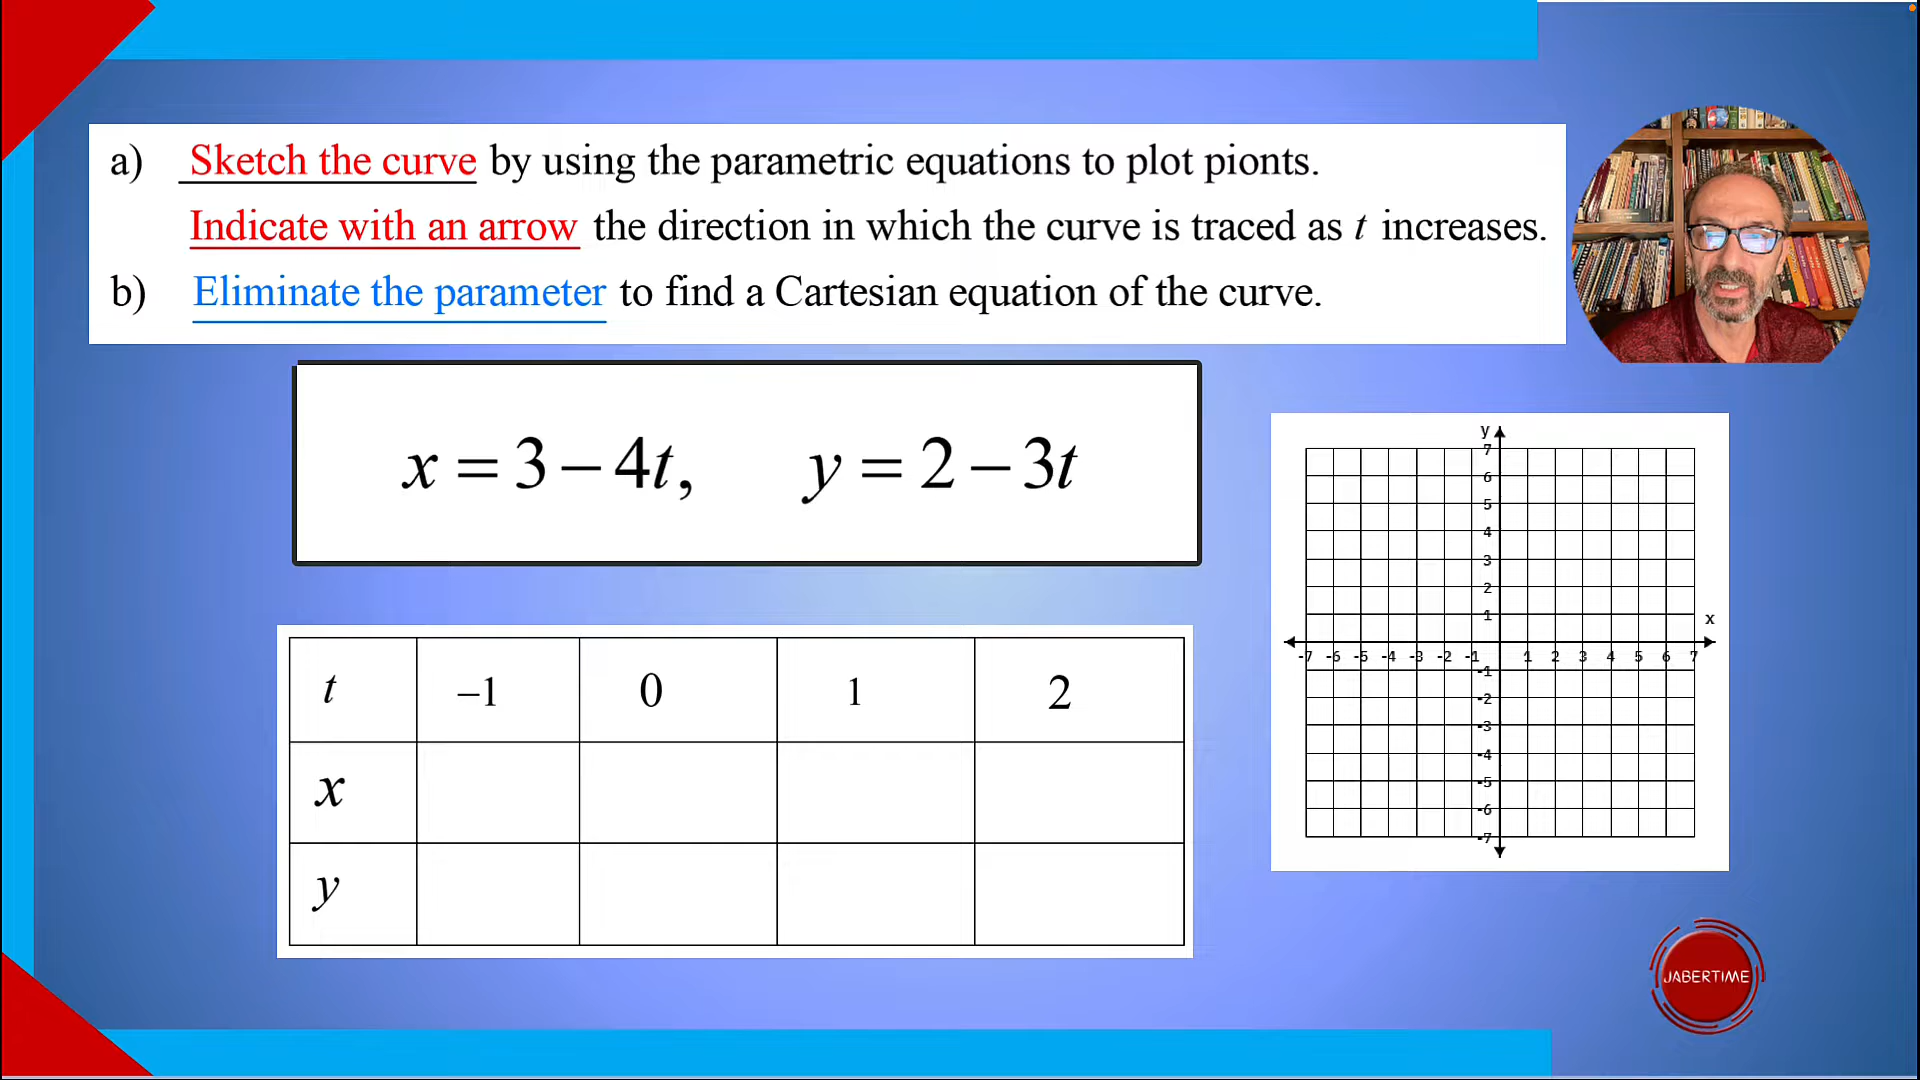 a) Sketch the curve by using the parametric equations to plot pionts.
Indicate with an arrow the direction in which the curve is traced as t increases.
b) Eliminate the parameter to find a Cartesian equation of the curve.
x = 3 – 4t, y = 2 – 3t
t –1 0 1 2
x
y
y
7
6
5
4
3
2
1
x
-7 -6 -5 -4 -3 -2 -1 1 2 3 4 5 6 7
-1
-2
-3
-4
-5
-6
-7
JABERTIME